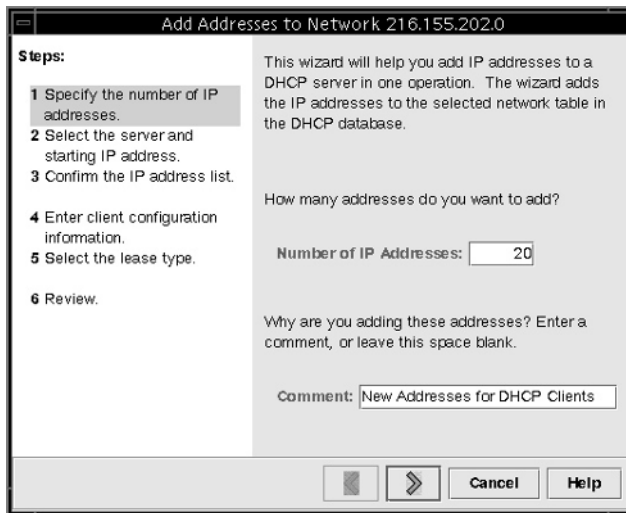 Add Addresses to Network 216.155.202.0
Steps:
1 Specify the number of IP
addresses.
2 Select the server and
starting IP address.
3 Confirm the IP address list.
4 Enter client configuration
information.
5 Select the lease type.
6 Review.
This wizard will help you add IP addresses to a
DHCP server in one operation. The wizard adds
the IP addresses to the selected network table in
the DHCP database.
How many addresses do you want to add?
Number of IP Addresses: 20
Why are you adding these addresses? Enter a
comment, or leave this space blank.
Comment: New Addresses for DHCP Clients
Cancel Help